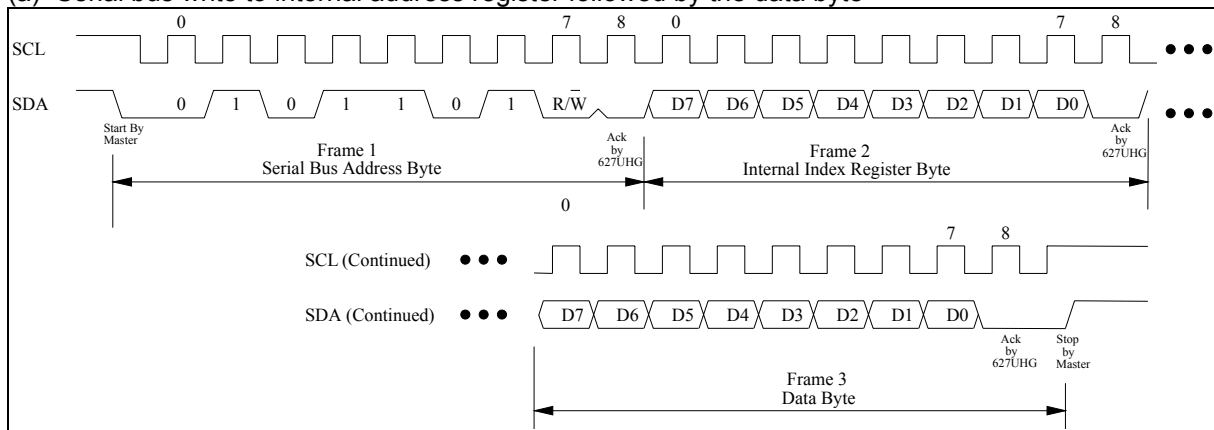 (a) Serial bus write to internal address register followed by the data byte
0 7 8 0 7 8
SCL
SDA 0 1 0 1 1 0 1 R/W̅ D7 D6 D5 D4 D3 D2 D1 D0
Start By
Master
Ack
by
627UHG
Ack
by
627UHG
Frame 1
Serial Bus Address Byte
Frame 2
Internal Index Register Byte
0
7 8
SCL (Continued)
SDA (Continued) D7 D6 D5 D4 D3 D2 D1 D0
Ack
by
627UHG
Stop
by
Master
Frame 3
Data Byte